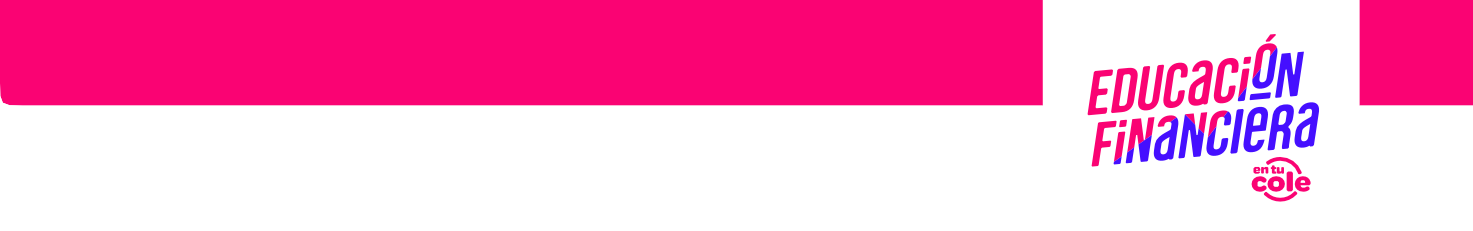 EDUCACIÓN
FINANCIERA
en tu
cole